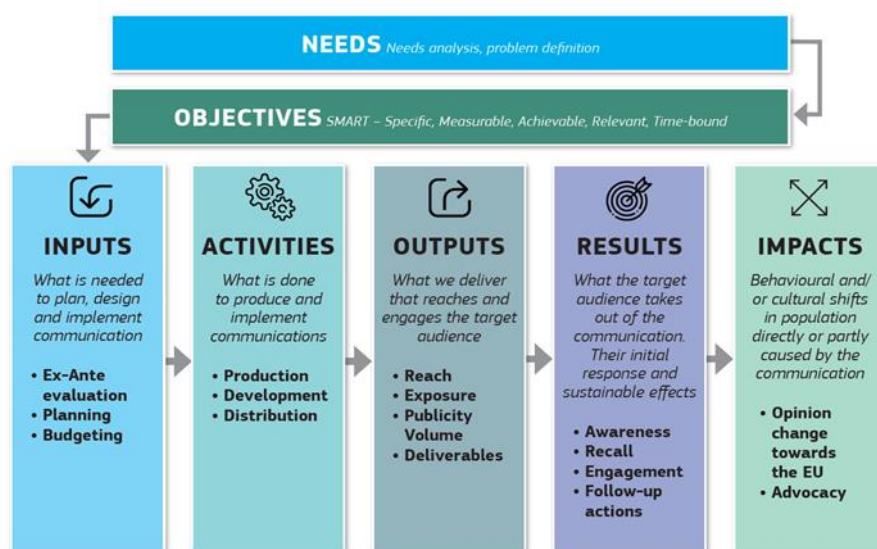 NEEDS Needs analysis, problem definition
OBJECTIVES SMART – Specific, Measurable, Achievable, Relevant, Time-bound
INPUTS
What is needed
to plan, design
and implement
communication
• Ex-Ante
evaluation
• Planning
• Budgeting
ACTIVITIES
What is done
to produce and
implement
communications
• Production
• Development
• Distribution
OUTPUTS
What we deliver
that reaches and
engages the target
audience
• Reach
• Exposure
• Publicity
Volume
• Deliverables
RESULTS
What the target
audience takes
out of the
communication.
Their initial
response and
sustainable effects
• Awareness
• Recall
• Engagement
• Follow-up
actions
IMPACTS
Behavioural and/
or cultural shifts
in population
directly or partly
caused by the
communication
• Opinion
change
towards
the EU
• Advocacy